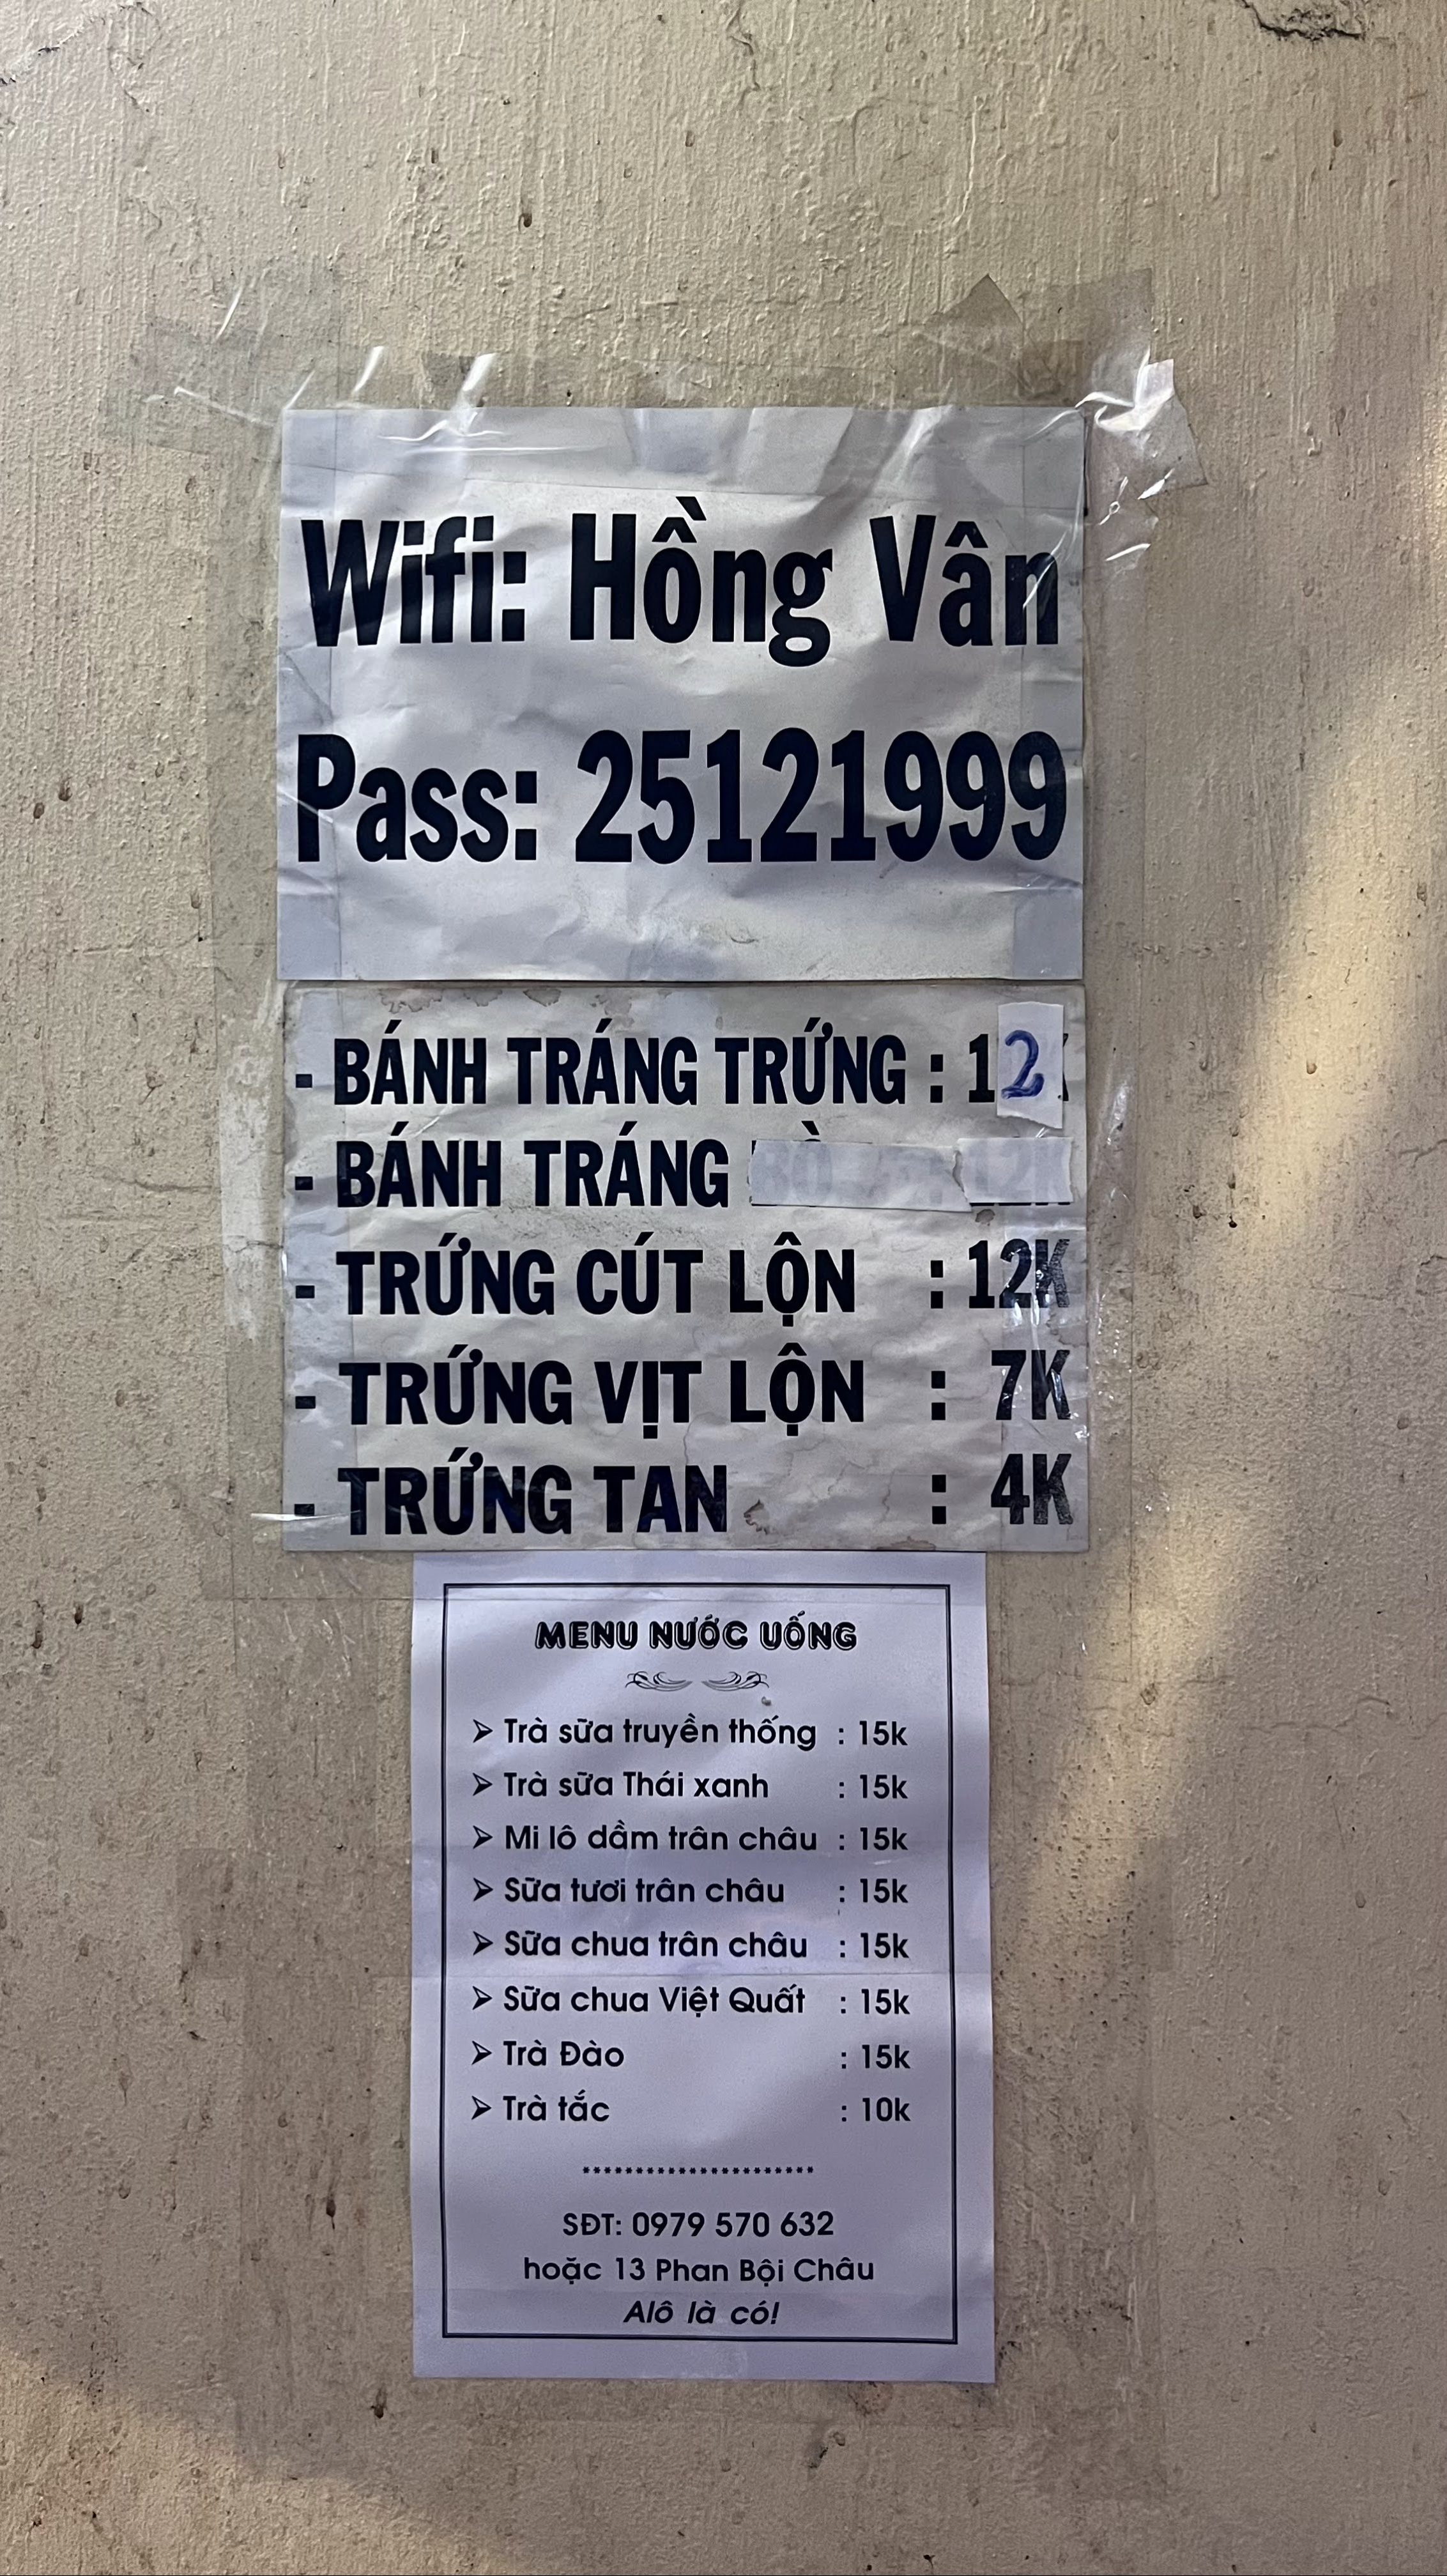 Wifi: Hồng Vân
Pass: 25121999
- BÁNH TRÁNG TRỨNG : 12
- BÁNH TRÁNG
- TRỨNG CÚT LỘN : 12K
- TRỨNG VỊT LỘN : 7K
- TRỨNG TAN : 4K
MENU NƯỚC UỐNG
➢ Trà sữa truyền thống : 15k
➢ Trà sữa Thái xanh : 15k
➢ Mi lô dầm trân châu : 15k
➢ Sữa tươi trân châu : 15k
➢ Sữa chua trân châu : 15k
➢ Sữa chua Việt Quất : 15k
➢ Trà Đào : 15k
➢ Trà tắc : 10k
**********************
SĐT: 0979 570 632
hoặc 13 Phan Bội Châu
Alô là có!